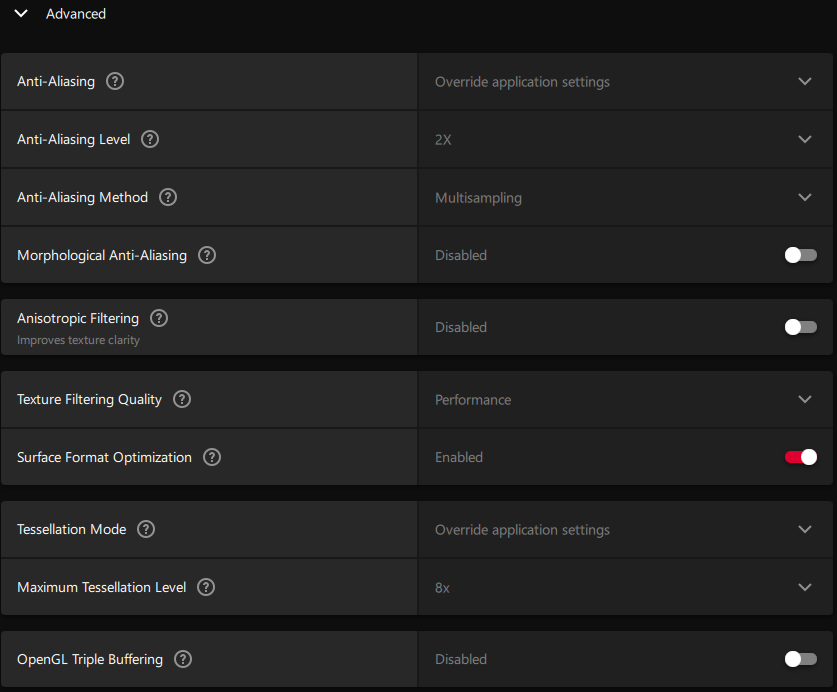 Advanced
Anti-Aliasing ?
Override application settings
Anti-Aliasing Level ?
2X
Anti-Aliasing Method ?
Multisampling
Morphological Anti-Aliasing ?
Disabled
Anisotropic Filtering ?
Improves texture clarity
Disabled
Texture Filtering Quality ?
Performance
Surface Format Optimization ?
Enabled
Tessellation Mode ?
Override application settings
Maximum Tessellation Level ?
8x
OpenGL Triple Buffering ?
Disabled